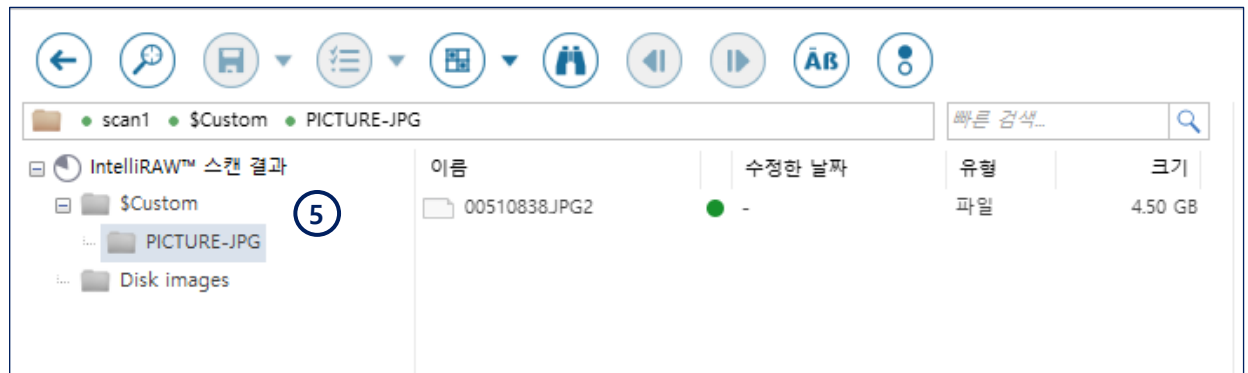 Äß
scan1 $Custom PICTURE-JPG 빠른 검색...
IntelliRAW™ 스캔 결과 이름 수정한 날짜 유형 크기
$Custom 5 00510838.JPG2 - 파일 4.50 GB
PICTURE-JPG
Disk images